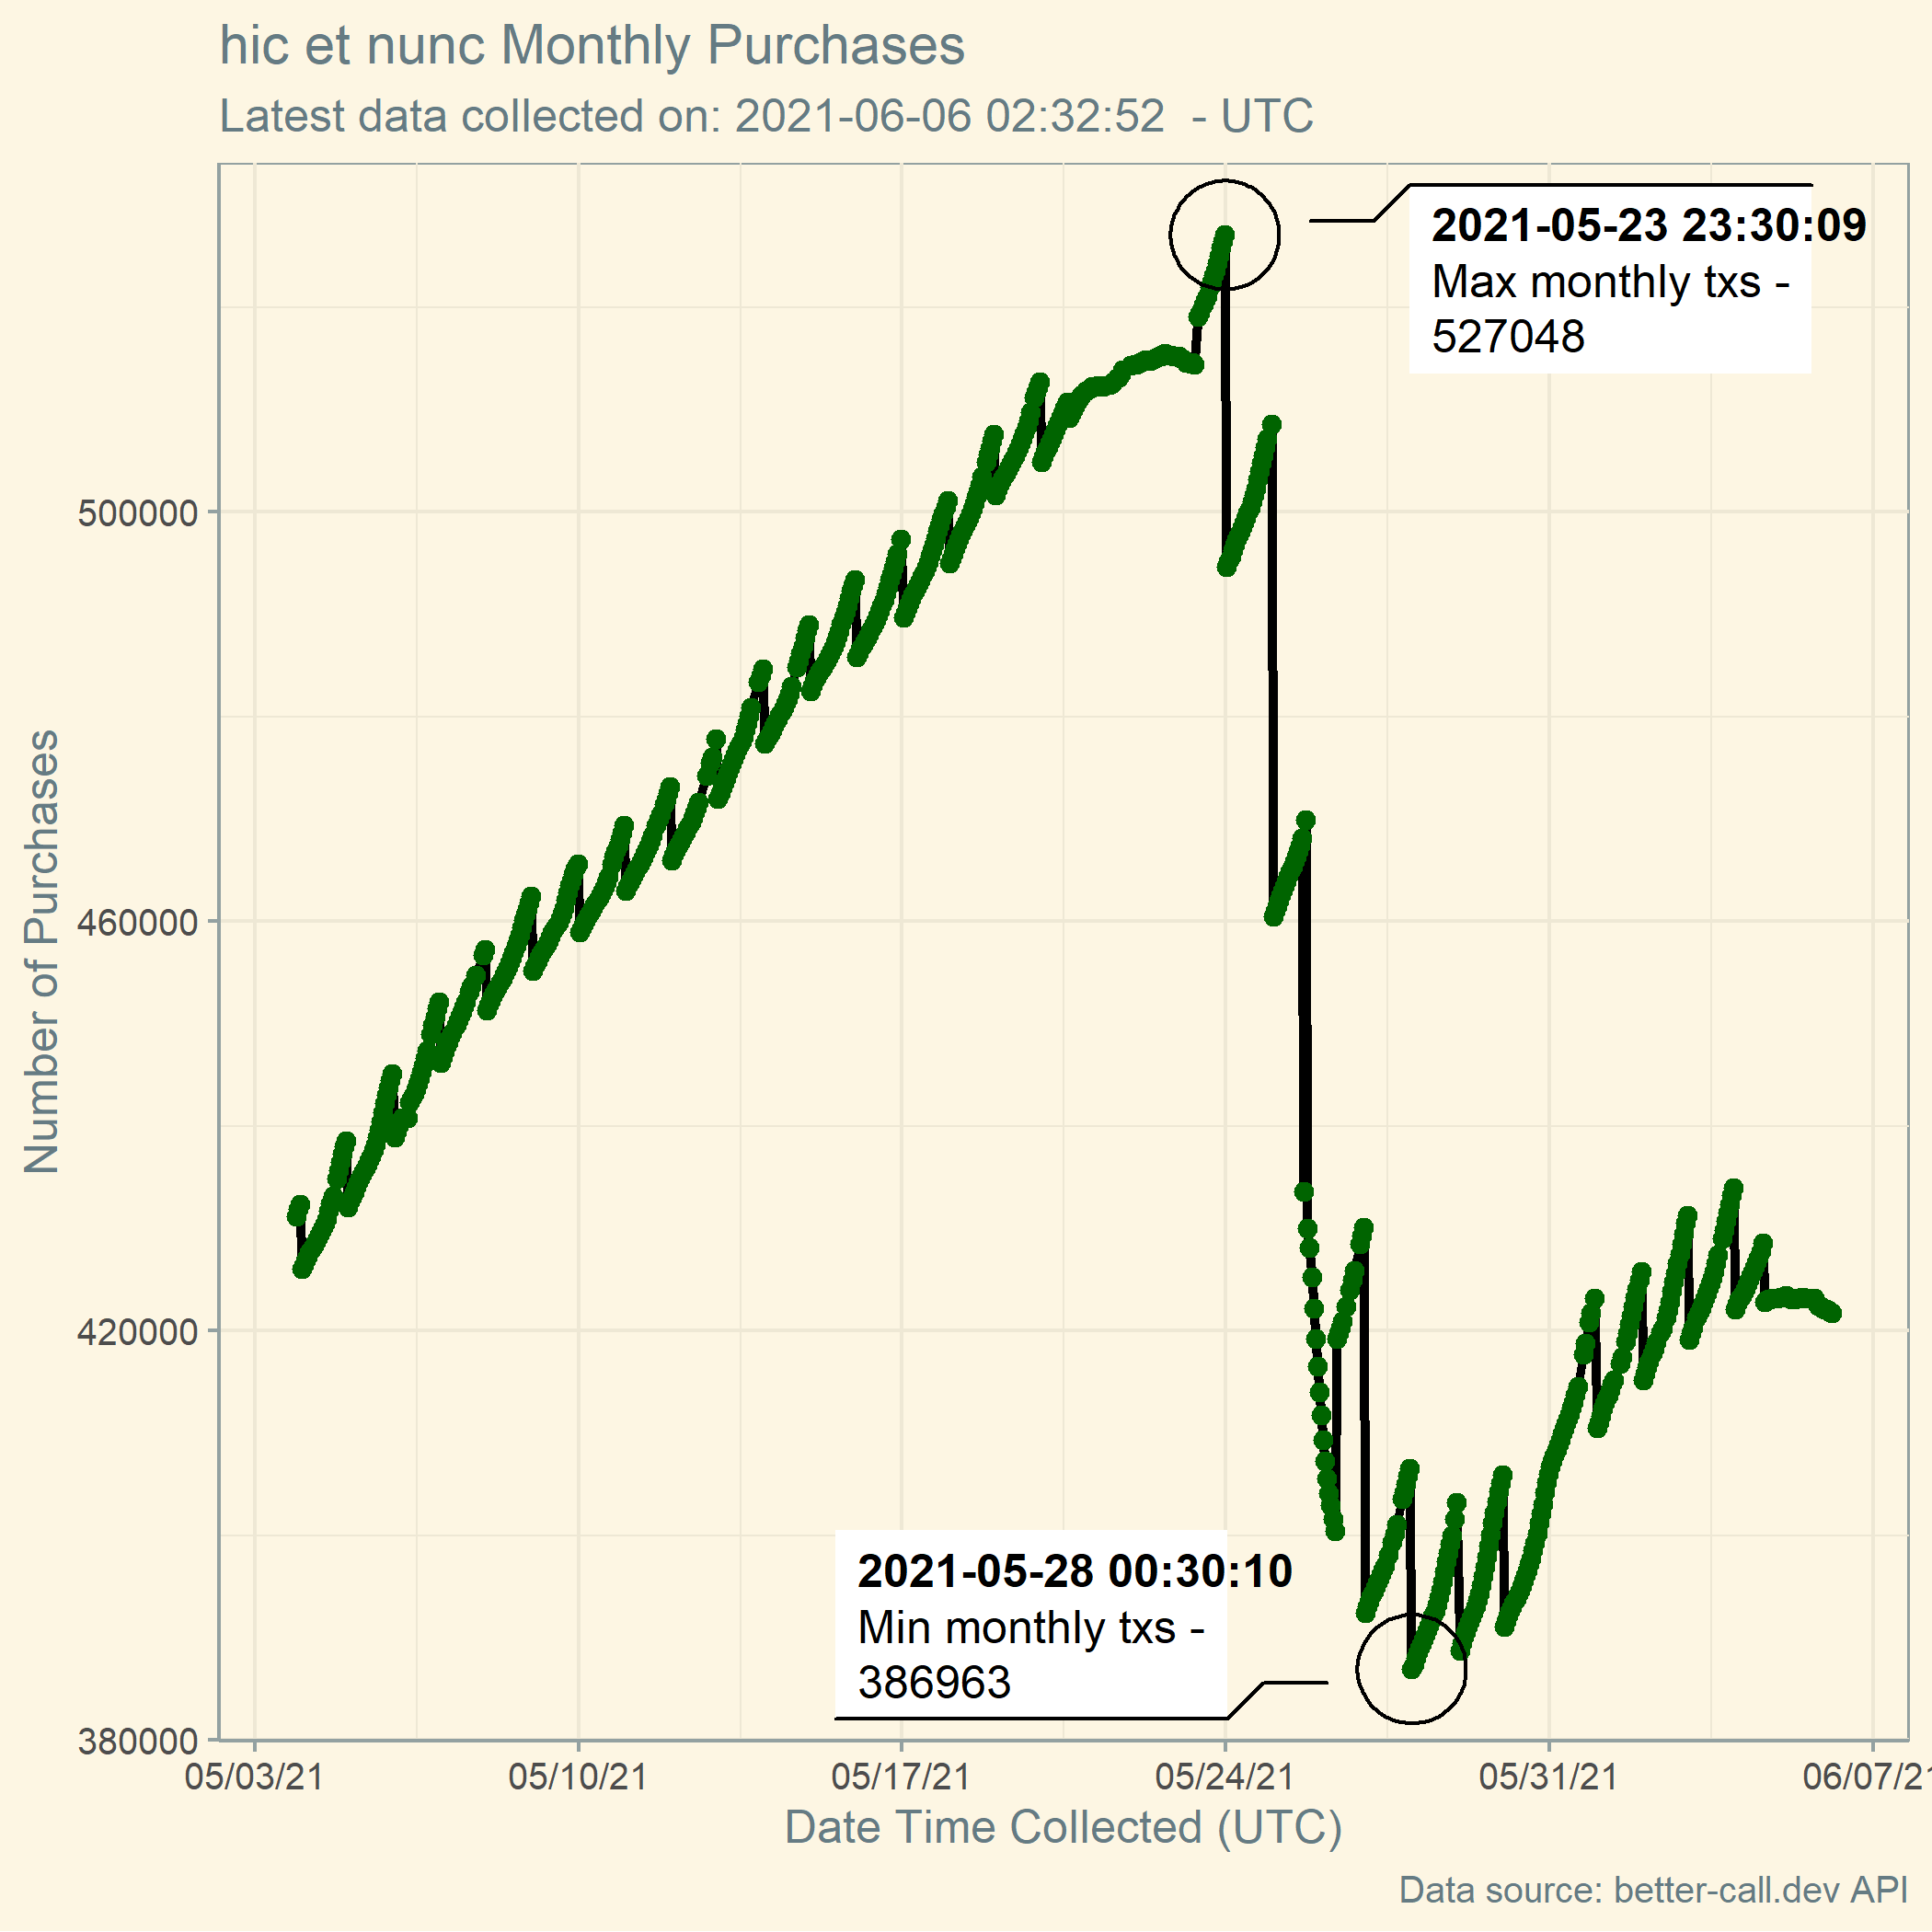 hic et nunc Monthly Purchases
Latest data collected on: 2021-06-06 02:32:52  - UTC
2021-05-23 23:30:09
Max monthly txs -
527048
500000
460000
420000
380000
Number of Purchases
2021-05-28 00:30:10
Min monthly txs -
386963
05/03/21
05/10/21
05/17/21
05/24/21
05/31/21
06/07/21
Date Time Collected (UTC)
Data source: better-call.dev API